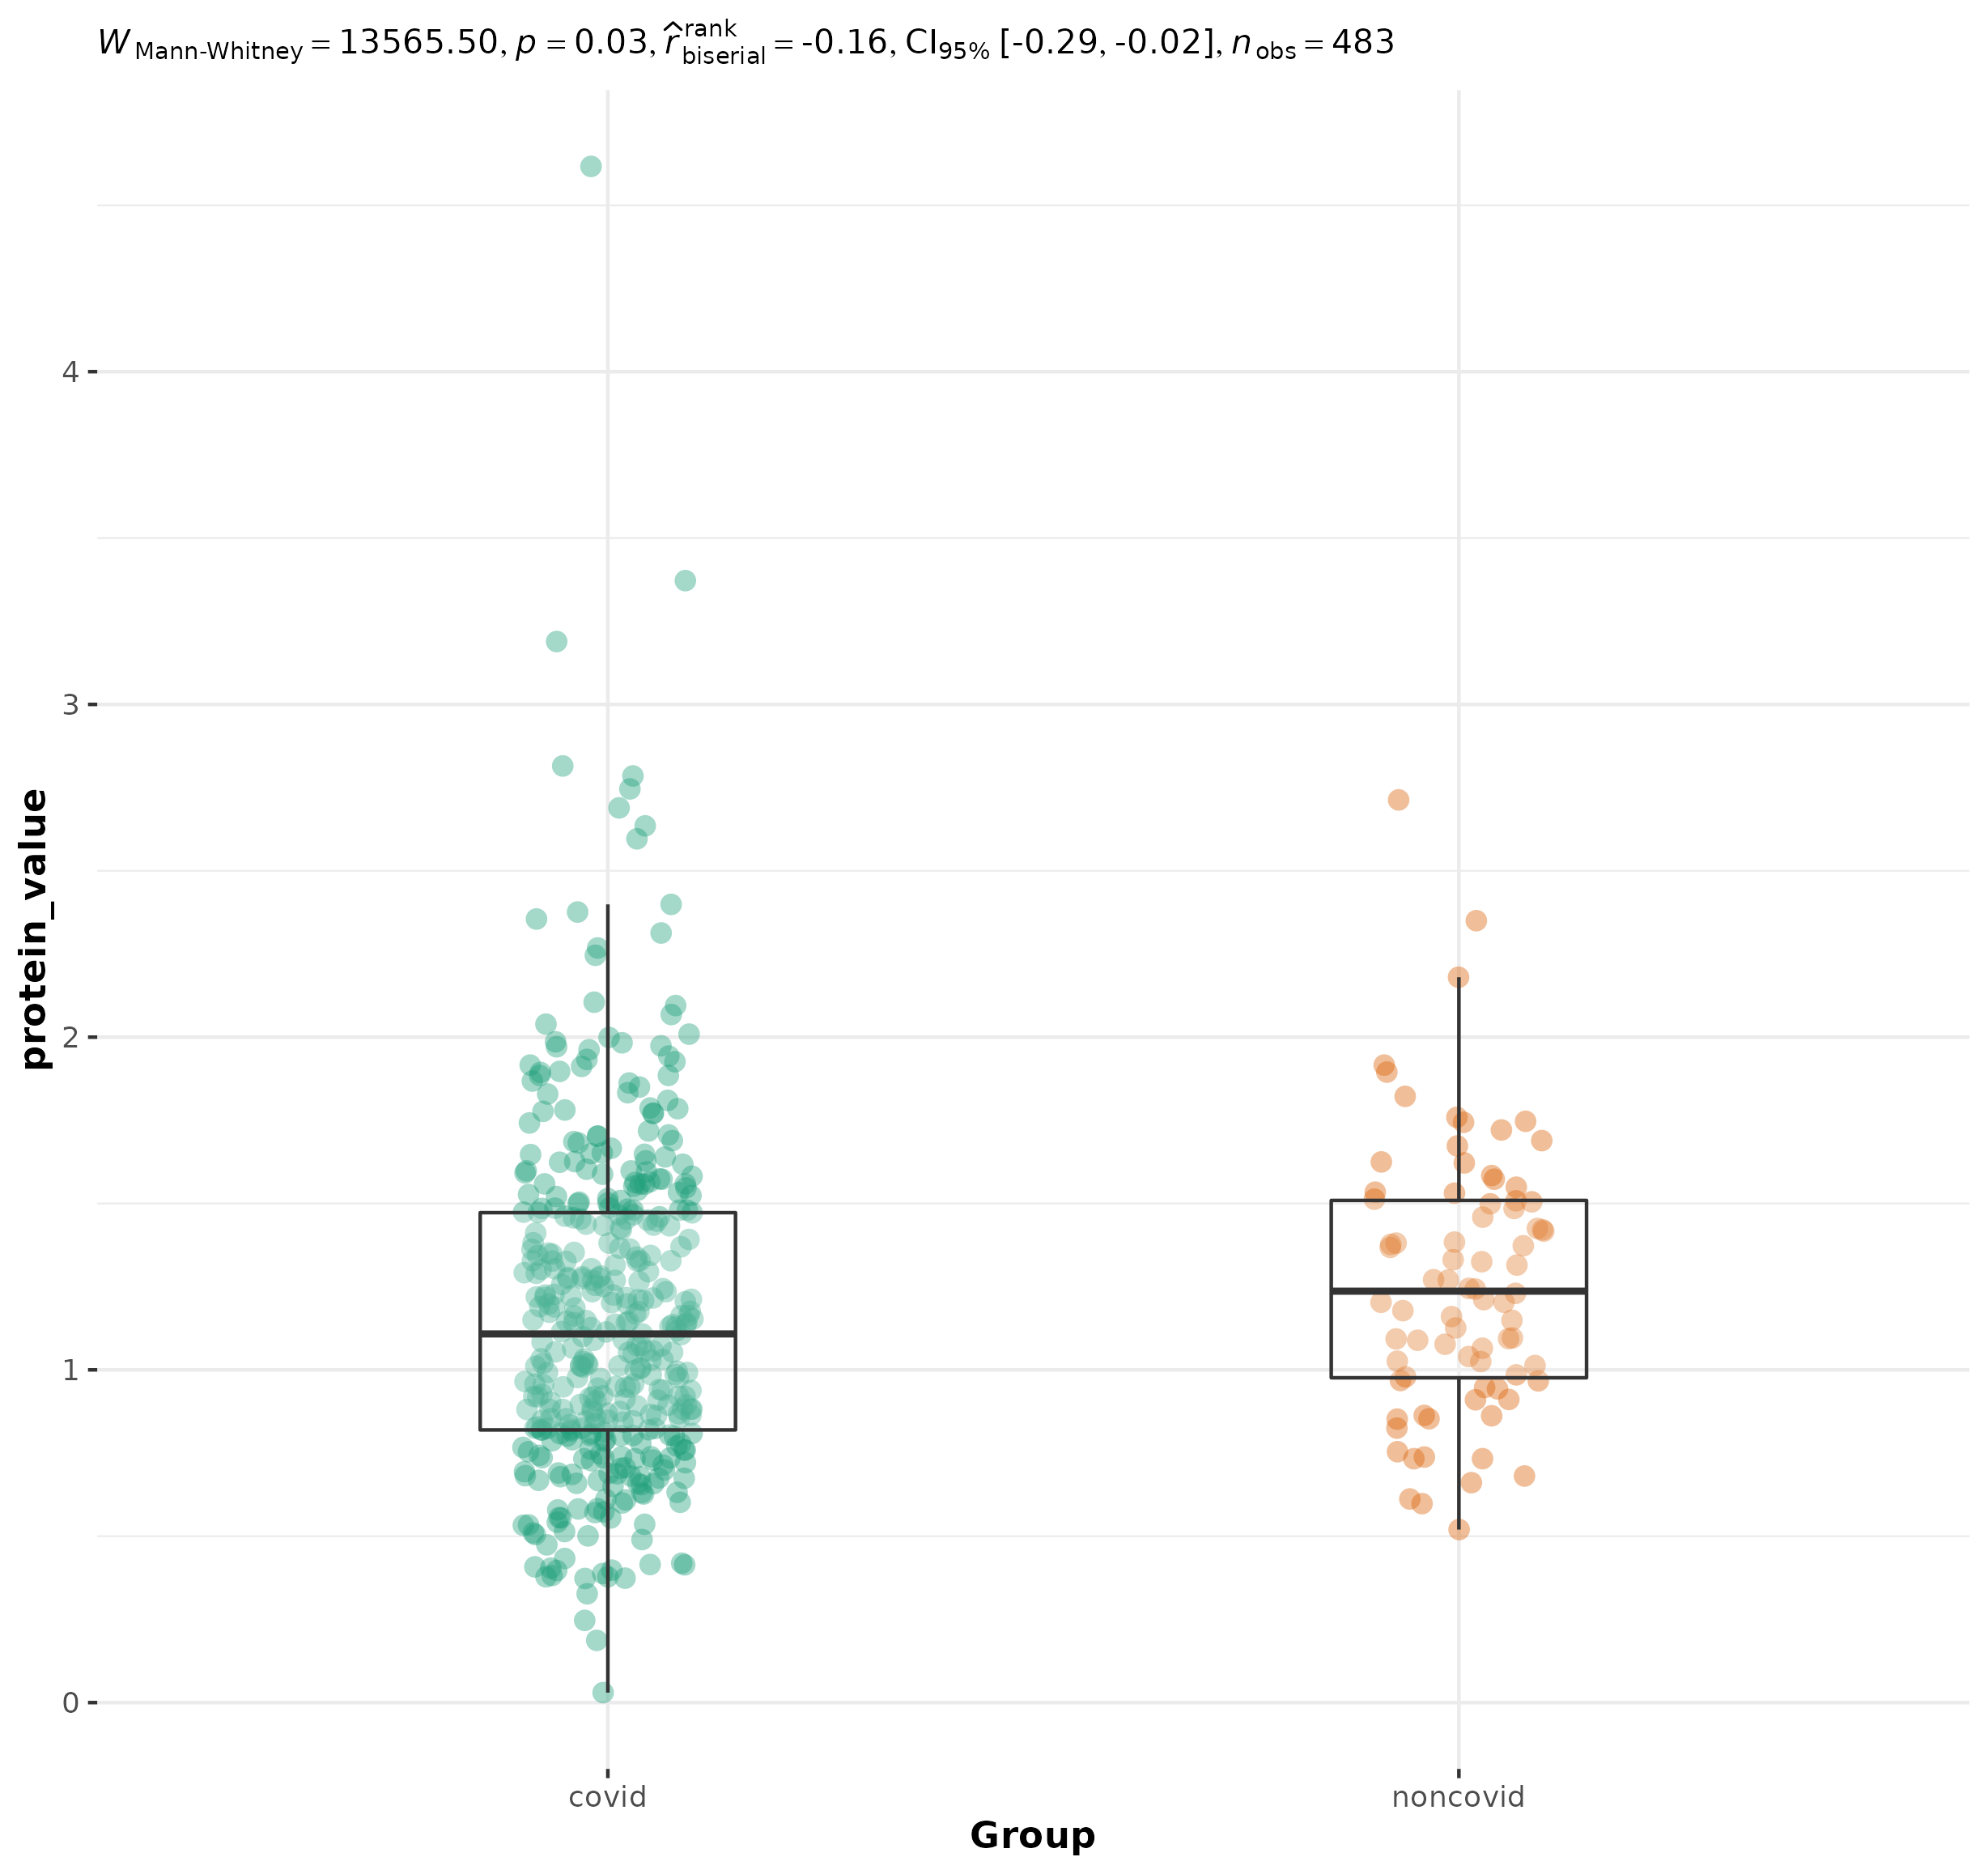 W Mann-Whitney = 13565.50, p = 0.03, r̂ rank biserial = -0.16, CI95% [-0.29, -0.02], n obs = 483
protein_value
4
3
2
1
0
covid noncovid
Group